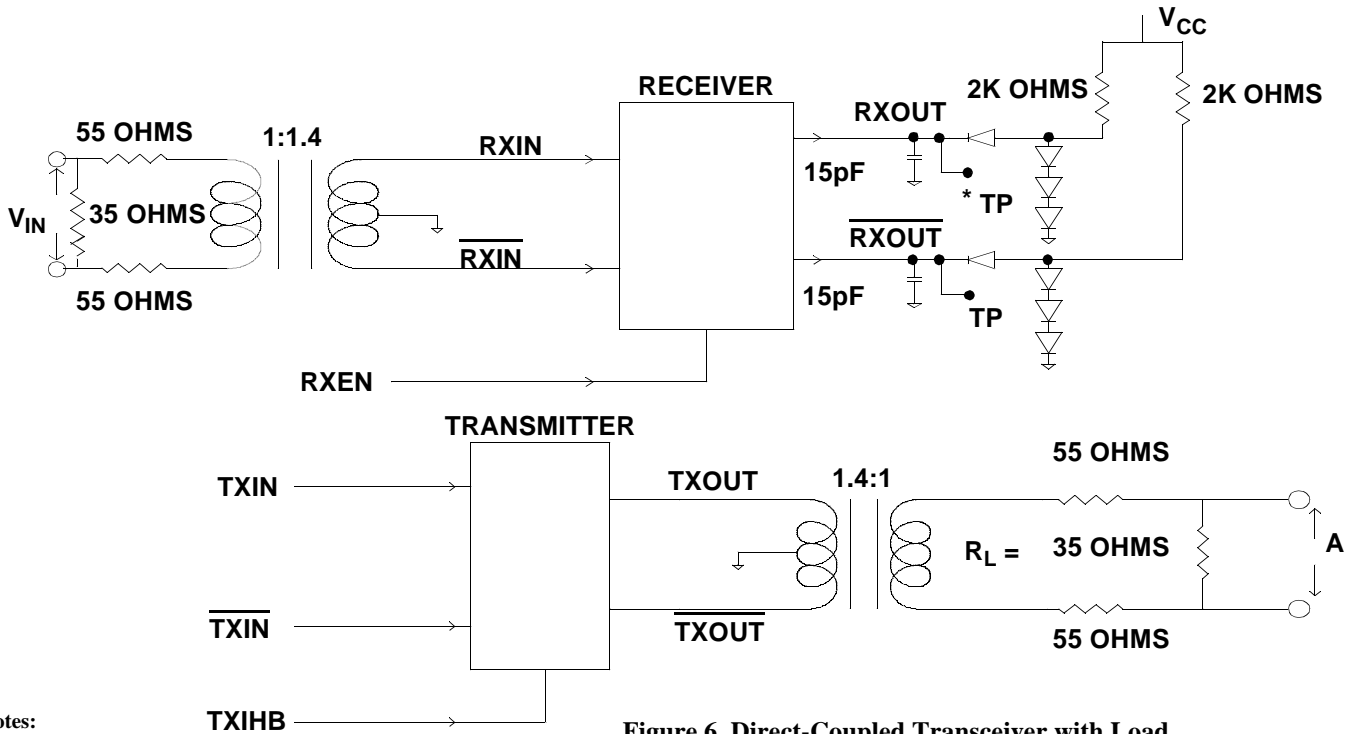 V_CC
RECEIVER
2K OHMS
2K OHMS
RXOUT
55 OHMS
1:1.4
RXIN
15pF
* TP
V_IN
35 OHMS
RXOUT
RXIN
55 OHMS
15pF
TP
RXEN
TRANSMITTER
55 OHMS
TXIN
TXOUT
1.4:1
R_L =
35 OHMS
A
TXIN
TXOUT
55 OHMS
otes:
TXIHB
Figure 6. Direct-Coupled Transceiver with Load